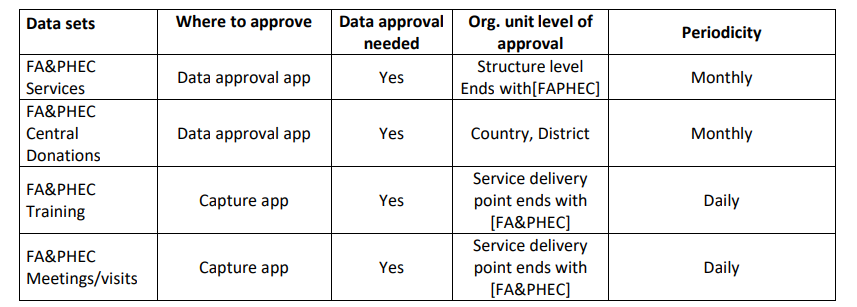 Data sets
Where to approve
Data approval
needed
Org. unit level of
approval
Periodicity
FA&PHEC
Services
Data approval app
Yes
Structure level
Ends with[FAPHEC]
Monthly
FA&PHEC
Central
Donations
Data approval app
Yes
Country, District
Monthly
FA&PHEC
Training
Capture app
Yes
Service delivery
point ends with
[FA&PHEC]
Daily
FA&PHEC
Meetings/visits
Capture app
Yes
Service delivery
point ends with
[FA&PHEC]
Daily